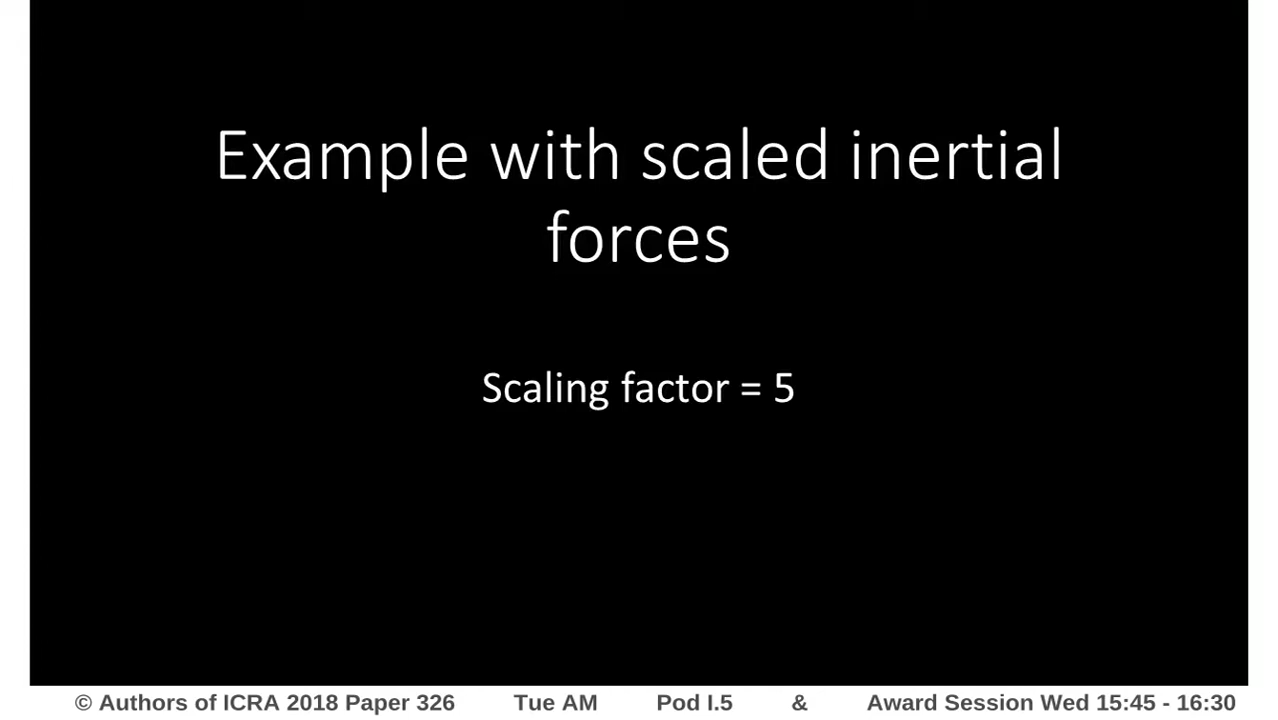 Example with scaled inertial
forces
Scaling factor = 5
© Authors of ICRA 2018 Paper 326 Tue AM Pod I.5 & Award Session Wed 15:45 - 16:30